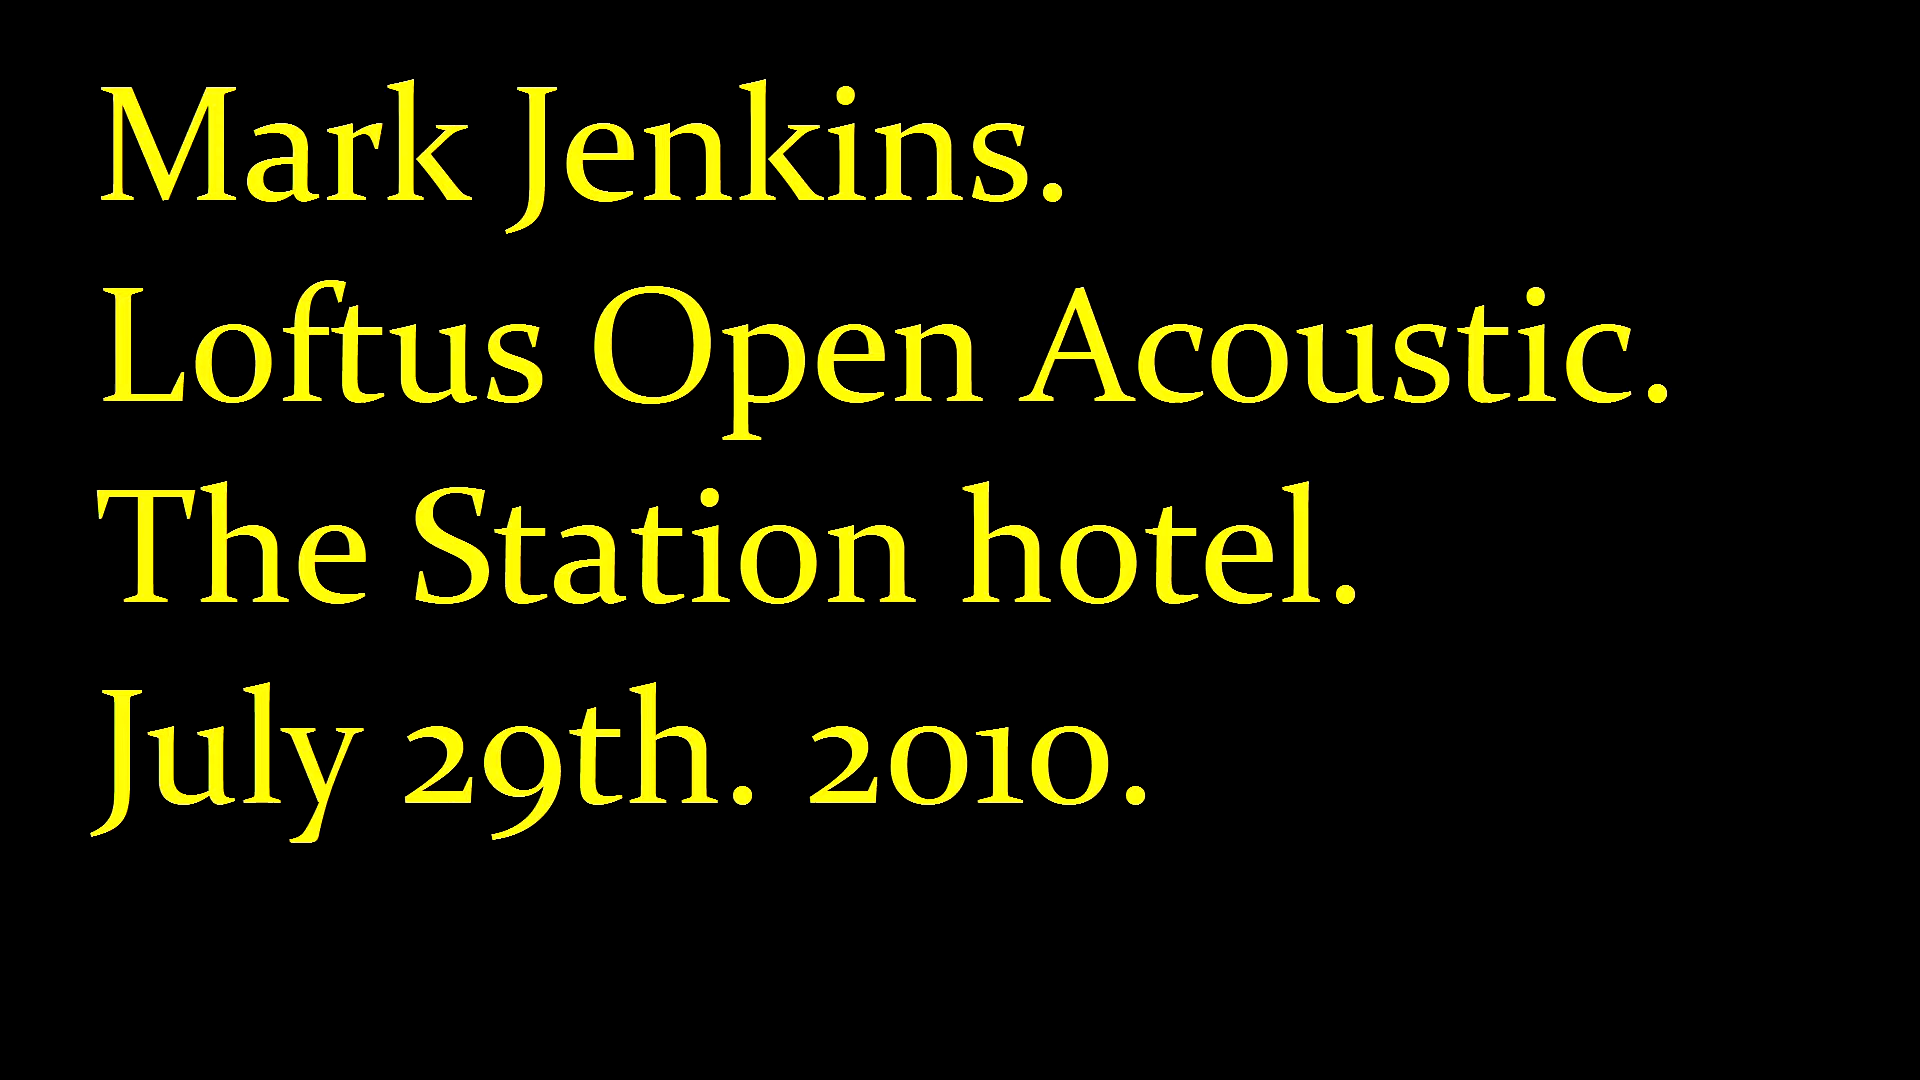 Mark Jenkins.
Loftus Open Acoustic.
The Station hotel.
July 29th. 2010.